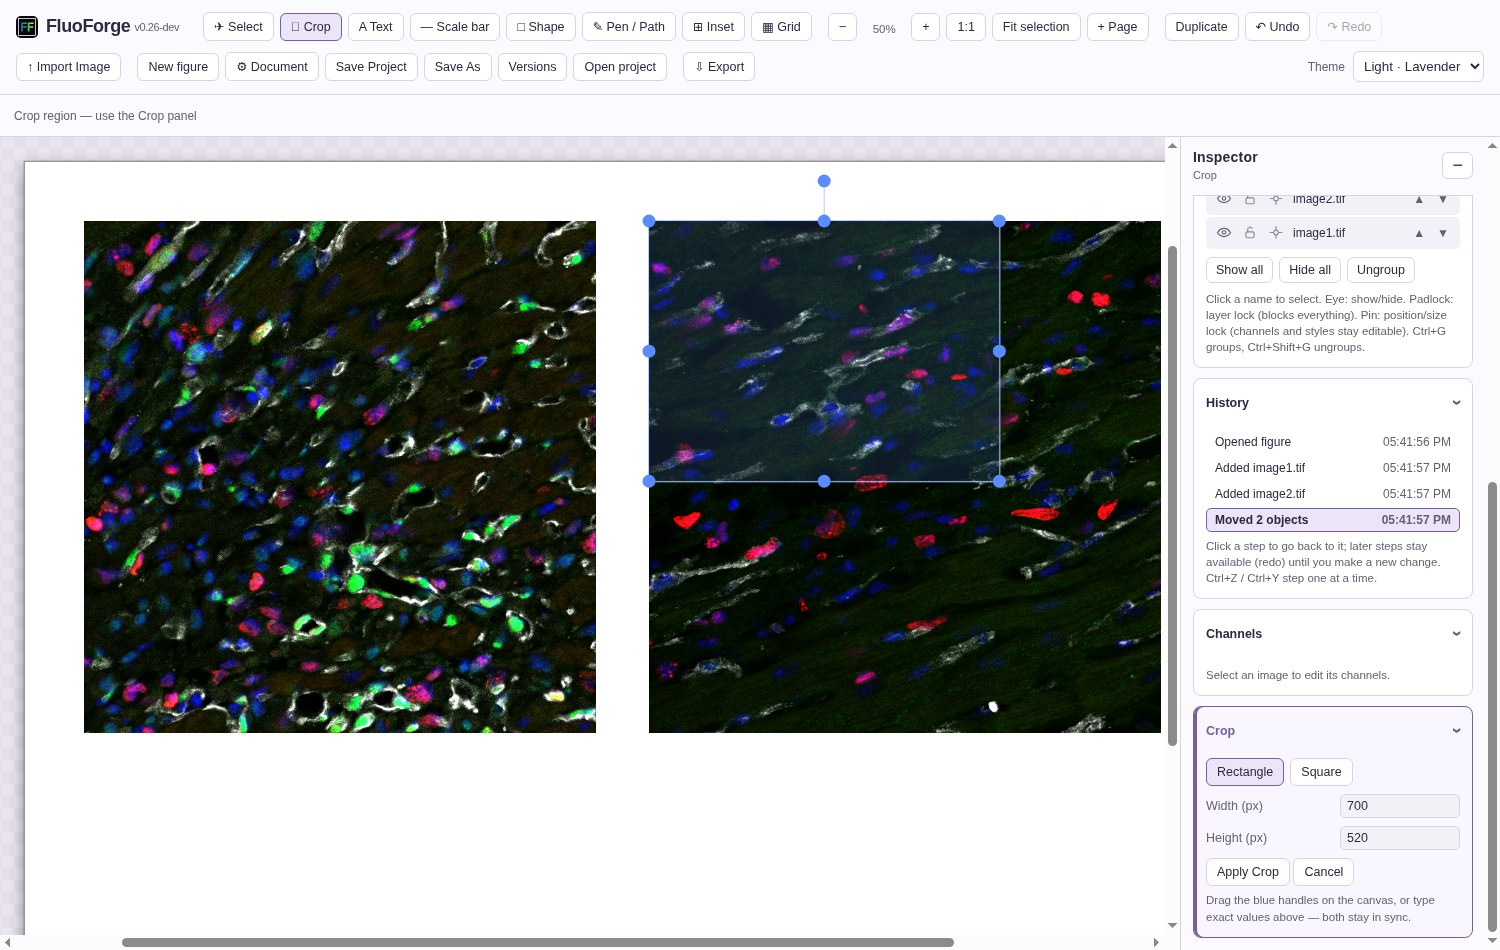 FF FluoForge v0.26-dev
✈ Select
Crop
A Text
— Scale bar
□ Shape
✎ Pen / Path
⊞ Inset
▦ Grid
−
50%
+
1:1
Fit selection
+ Page
Duplicate
↶ Undo
↷ Redo
↑ Import Image
New figure
⚙ Document
Save Project
Save As
Versions
Open project
⇩ Export
Theme
Light · Lavender
Crop region — use the Crop panel
Inspector
Crop
−
image2.tif ▲ ▼
image1.tif ▲ ▼
Show all
Hide all
Ungroup
Click a name to select. Eye: show/hide. Padlock:
layer lock (blocks everything). Pin: position/size
lock (channels and styles stay editable). Ctrl+G
groups, Ctrl+Shift+G ungroups.
History
Opened figure 05:41:56 PM
Added image1.tif 05:41:57 PM
Added image2.tif 05:41:57 PM
Moved 2 objects 05:41:57 PM
Click a step to go back to it; later steps stay
available (redo) until you make a new change.
Ctrl+Z / Ctrl+Y step one at a time.
Channels
Select an image to edit its channels.
Crop
Rectangle
Square
Width (px) 700
Height (px) 520
Apply Crop
Cancel
Drag the blue handles on the canvas, or type
exact values above — both stay in sync.